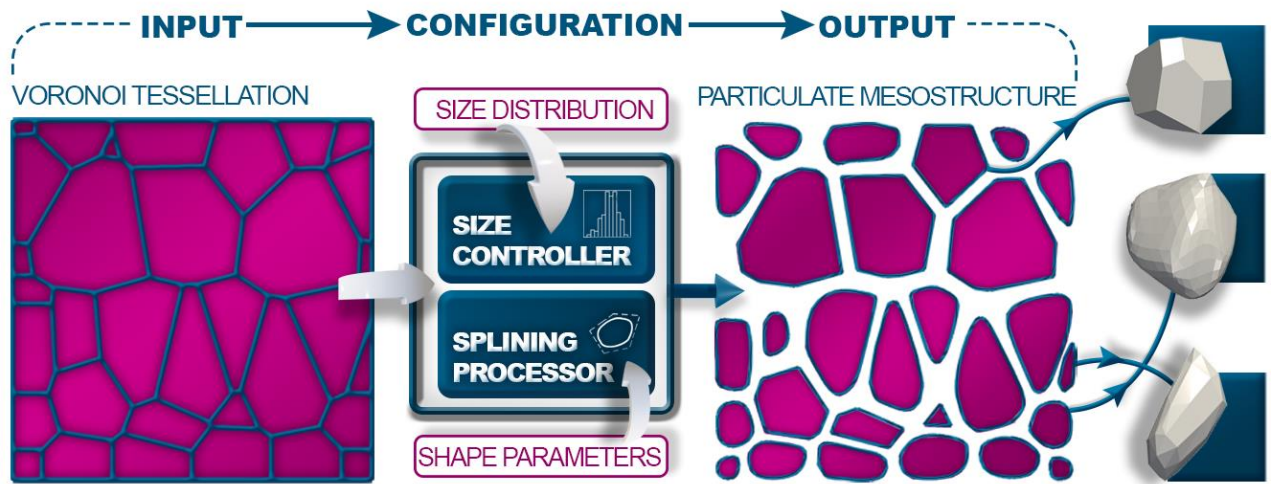 INPUT
CONFIGURATION
OUTPUT
VORONOI TESSELLATION
SIZE DISTRIBUTION
PARTICULATE MESOSTRUCTURE
SIZE
CONTROLLER
SPLINING
PROCESSOR
SHAPE PARAMETERS